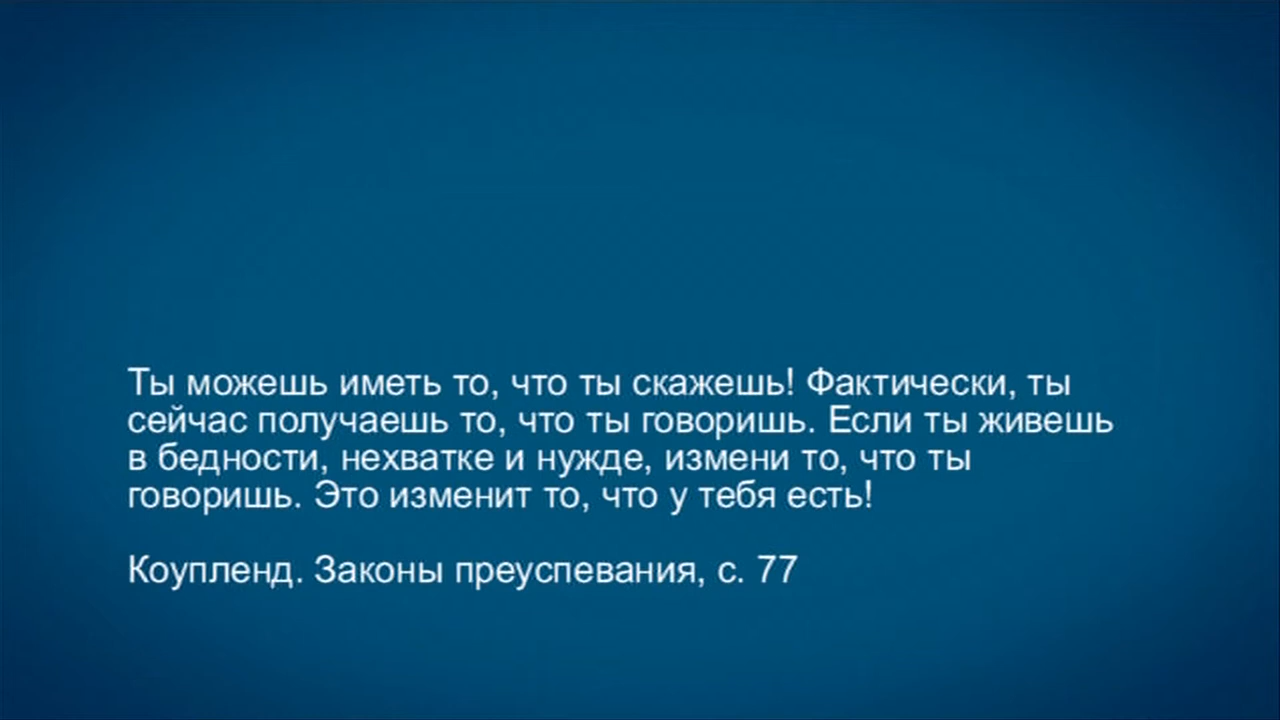 Ты можешь иметь то, что ты скажешь! Фактически, ты
сейчас получаешь то, что ты говоришь. Если ты живешь
в бедности, нехватке и нужде, измени то, что ты
говоришь. Это изменит то, что у тебя есть!
Коупленд. Законы преуспевания, с. 77